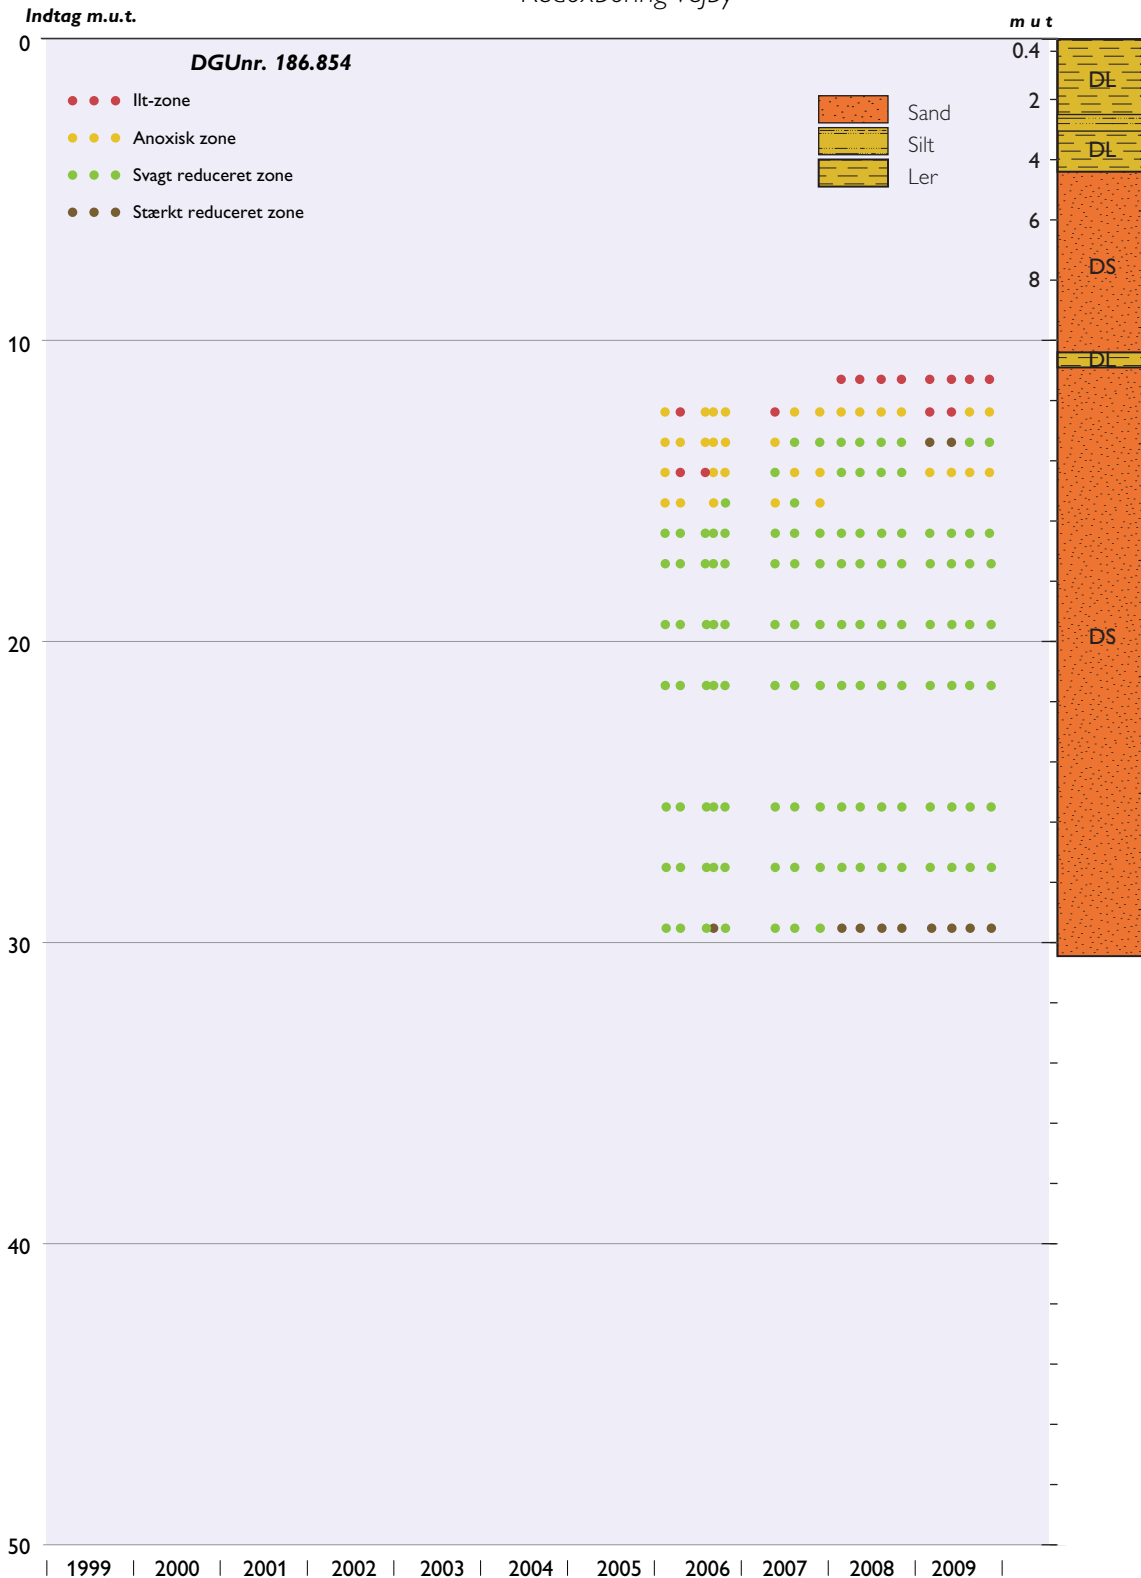 Indtag m.u.t.
m u t
DGUnr. 186.854
Ilt-zone
Anoxisk zone
Svagt reduceret zone
Stærkt reduceret zone
Sand
Silt
Ler
0
10
20
30
40
50
0.4
2
4
6
8
DL
DL
DS
DL
DS
1999 2000 2001 2002 2003 2004 2005 2006 2007 2008 2009